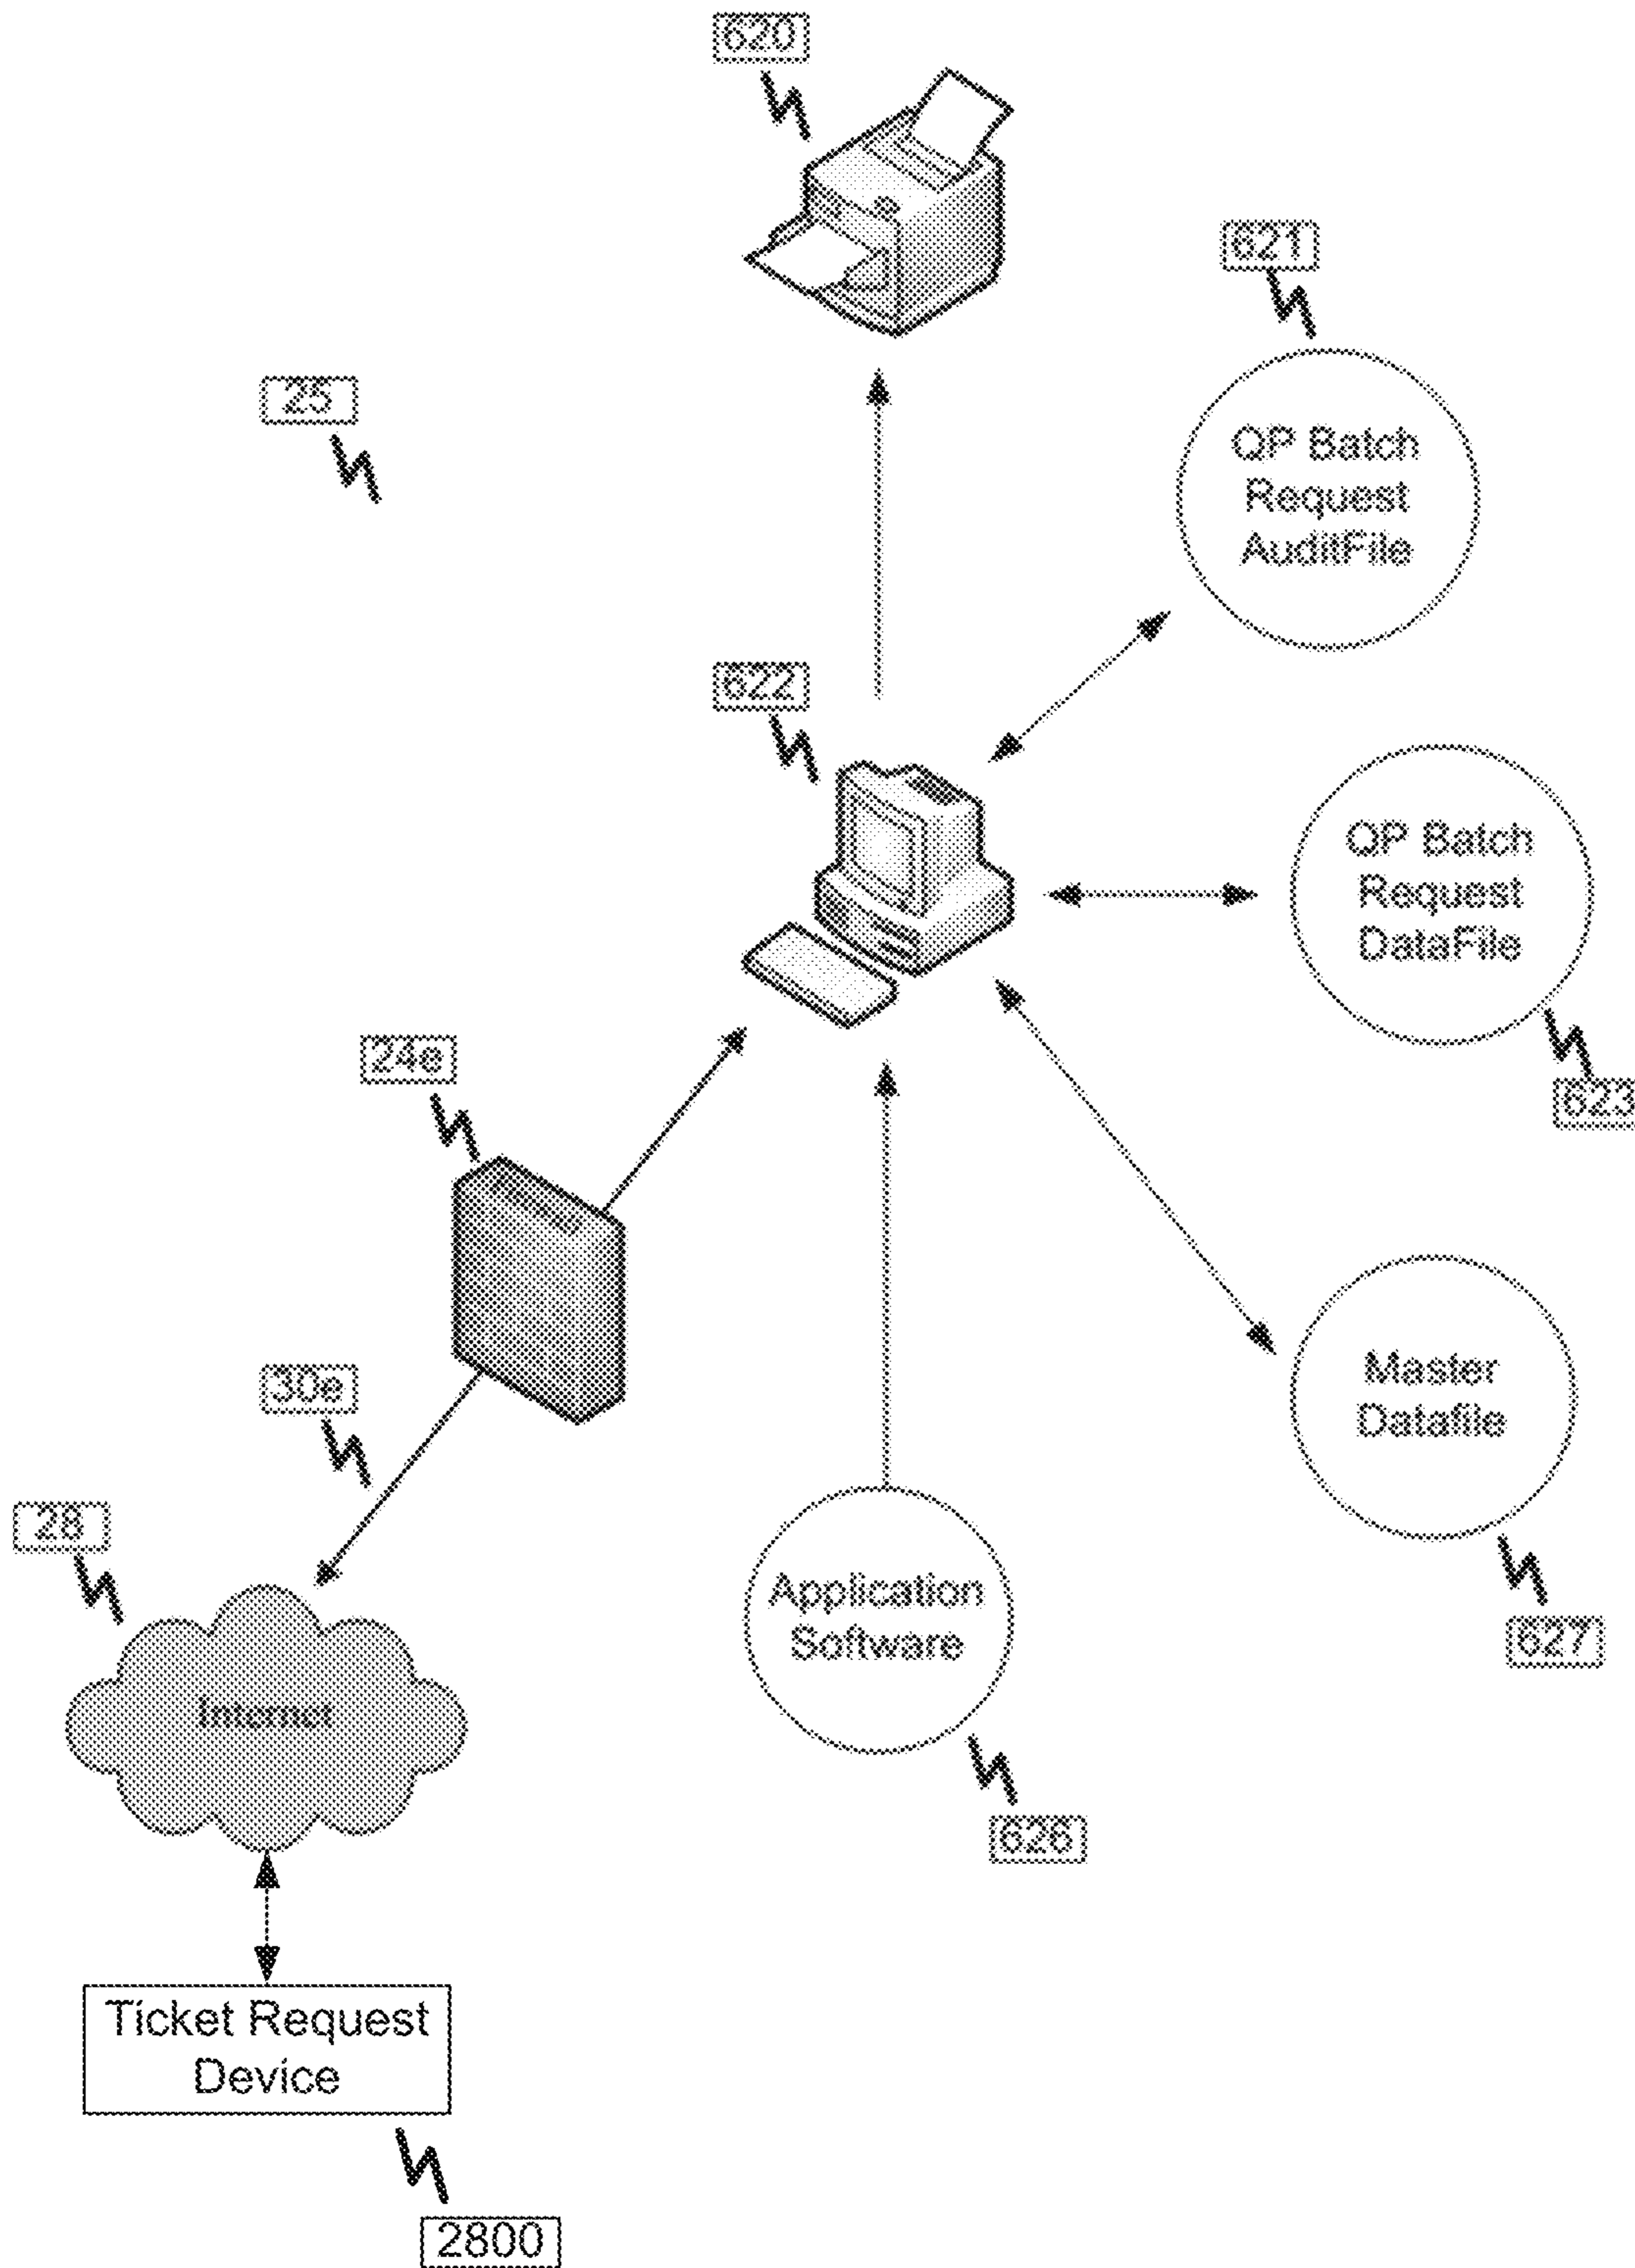 620
621
25
QP Batch
Request
AuditFile
622
QP Batch
Request
DataFile
24e
623
30e
Master
Datafile
28
Application
Software
627
Internet
626
Ticket Request
Device
2800